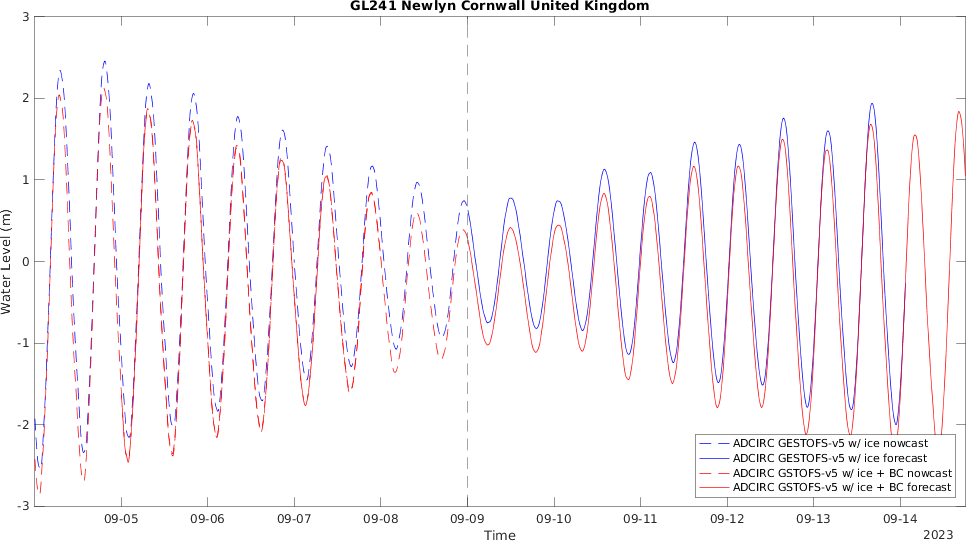 GL241 Newlyn Cornwall United Kingdom
3
2
1
0
-1
-2
-3
Water Level (m)
ADCIRC GESTOFS-v5 w/ ice nowcast
ADCIRC GESTOFS-v5 w/ ice forecast
ADCIRC GSTOFS-v5 w/ ice + BC nowcast
ADCIRC GSTOFS-v5 w/ ice + BC forecast
09-05 09-06 09-07 09-08 09-09 09-10 09-11 09-12 09-13 09-14
Time
2023